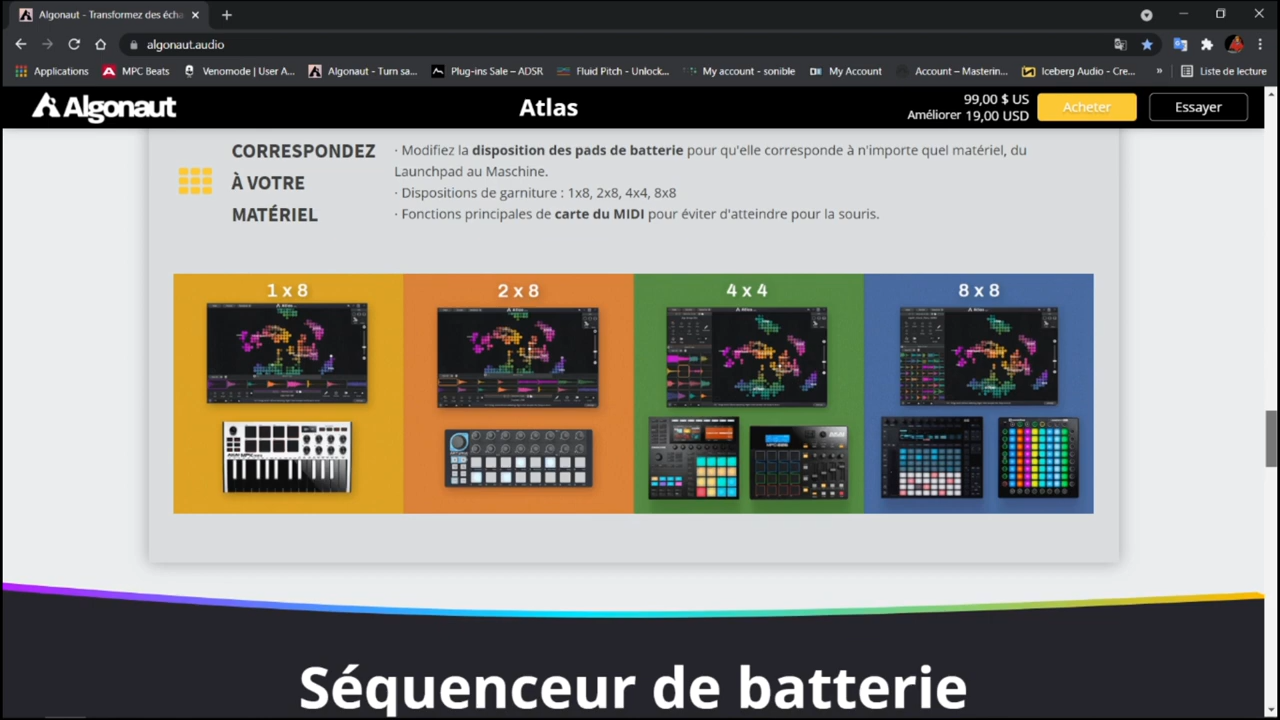 Algonaut - Transformez des écha
algonaut.audio
Applications
MPC Beats
Venomode | User A...
Algonaut - Turn sa...
Plug-ins Sale – ADSR
Fluid Pitch - Unlock...
My account - sonible
My Account
Account – Masterin...
Iceberg Audio - Cre...
»
Liste de lecture
Algonaut
Atlas
99,00 $ US
Améliorer 19,00 USD
Acheter
Essayer
CORRESPONDEZ
À VOTRE
MATÉRIEL
· Modifiez la disposition des pads de batterie pour qu'elle corresponde à n'importe quel matériel, du
Launchpad au Maschine.
· Dispositions de garniture : 1x8, 2x8, 4x4, 8x8
· Fonctions principales de carte du MIDI pour éviter d'atteindre pour la souris.
1 x 8
2 x 8
4 x 4
8 x 8
Séquenceur de batterie